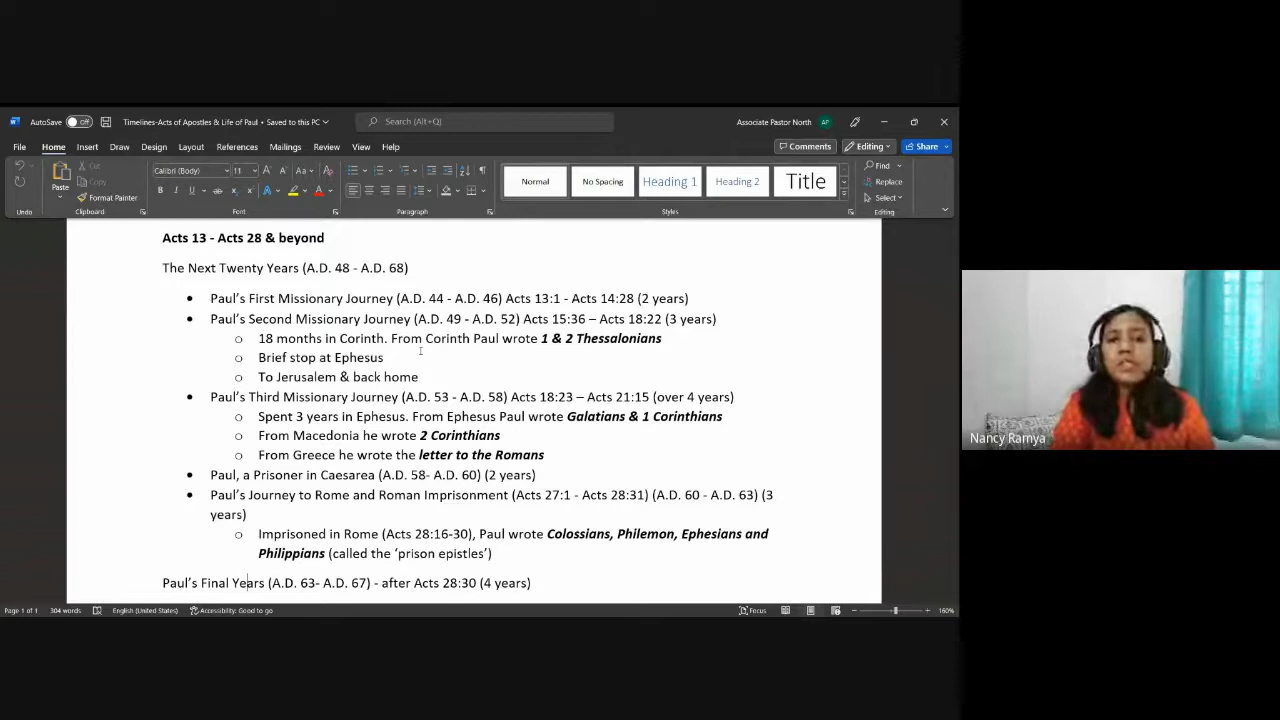 AutoSave Off Timelines-Acts of Apostles & Life of Paul • Saved to this PC Search (Alt+Q) Associate Pastor North AP
File Home Insert Draw Design Layout References Mailings Review View Help Comments Editing Share
Paste Cut Copy Format Painter Calibri (Body) 11 Normal No Spacing Heading 1 Heading 2 Title Find Replace Select
Undo Clipboard Font Paragraph Styles Editing
Acts 13 - Acts 28 & beyond
The Next Twenty Years (A.D. 48 - A.D. 68)
• Paul's First Missionary Journey (A.D. 44 - A.D. 46) Acts 13:1 - Acts 14:28 (2 years)
• Paul's Second Missionary Journey (A.D. 49 - A.D. 52) Acts 15:36 – Acts 18:22 (3 years)
o 18 months in Corinth. From Corinth Paul wrote 1 & 2 Thessalonians
o Brief stop at Ephesus
o To Jerusalem & back home
• Paul's Third Missionary Journey (A.D. 53 - A.D. 58) Acts 18:23 – Acts 21:15 (over 4 years)
o Spent 3 years in Ephesus. From Ephesus Paul wrote Galatians & 1 Corinthians
o From Macedonia he wrote 2 Corinthians
o From Greece he wrote the letter to the Romans
• Paul, a Prisoner in Caesarea (A.D. 58- A.D. 60) (2 years)
• Paul's Journey to Rome and Roman Imprisonment (Acts 27:1 - Acts 28:31) (A.D. 60 - A.D. 63) (3
years)
o Imprisoned in Rome (Acts 28:16-30), Paul wrote Colossians, Philemon, Ephesians and
Philippians (called the 'prison epistles')
Paul's Final Years (A.D. 63- A.D. 67) - after Acts 28:30 (4 years)
Page 1 of 1 304 words English (United States) Accessibility: Good to go Focus 160%
Nancy Ramya